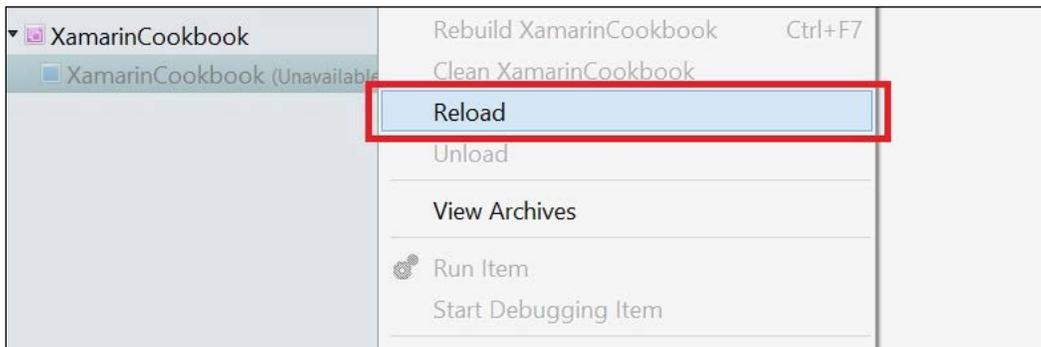 XamarinCookbook
XamarinCookbook (Unavailable
Rebuild XamarinCookbook Ctrl+F7
Clean XamarinCookbook
Reload
Unload
View Archives
Run Item
Start Debugging Item